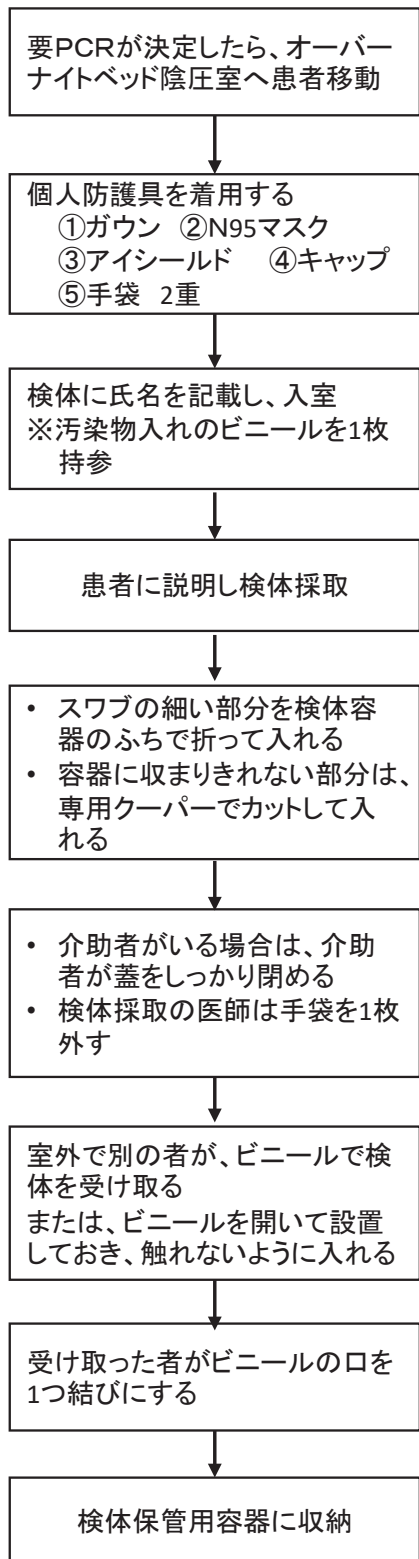 要PCRが決定したら、オーバー
ナイトベッド陰圧室へ患者移動
個人防護具を着用する
①ガウン ②N95マスク
③アイシールド ④キャップ
⑤手袋 2重
検体に氏名を記載し、入室
※汚染物入れのビニールを1枚
持参
患者に説明し検体採取
• スワブの細い部分を検体容
器のふちで折って入れる
• 容器に収まりきれない部分は、
専用クーパーでカットして入
れる
• 介助者がいる場合は、介助
者が蓋をしっかり閉める
• 検体採取の医師は手袋を1枚
外す
室外で別の者が、ビニールで検
体を受け取る
または、ビニールを開いて設置
しておき、触れないように入れる
受け取った者がビニールの口を
1つ結びにする
検体保管用容器に収納